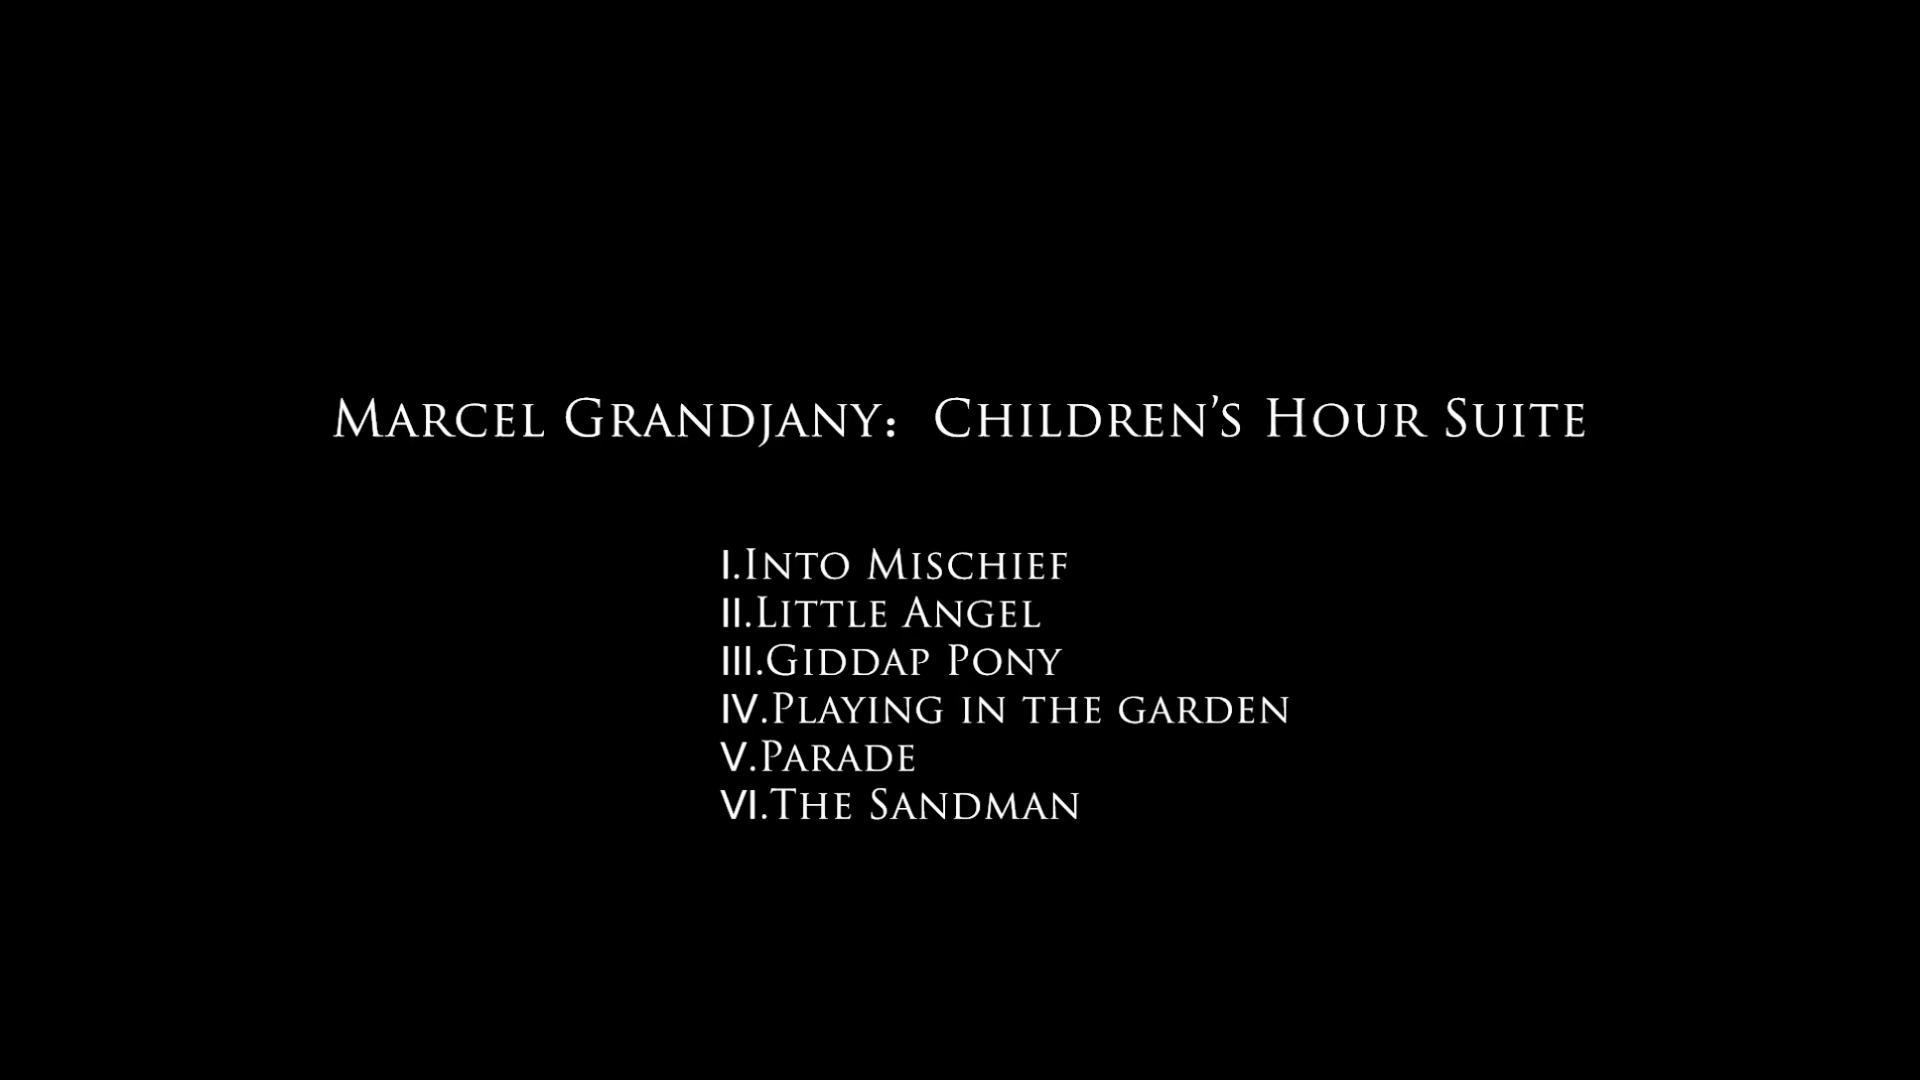 Marcel Grandjany： Children’s Hour Suite
Ⅰ.Into Mischief
Ⅱ.Little Angel
Ⅲ.Giddap Pony
Ⅳ.Playing in the garden
Ⅴ.Parade
Ⅵ.The Sandman